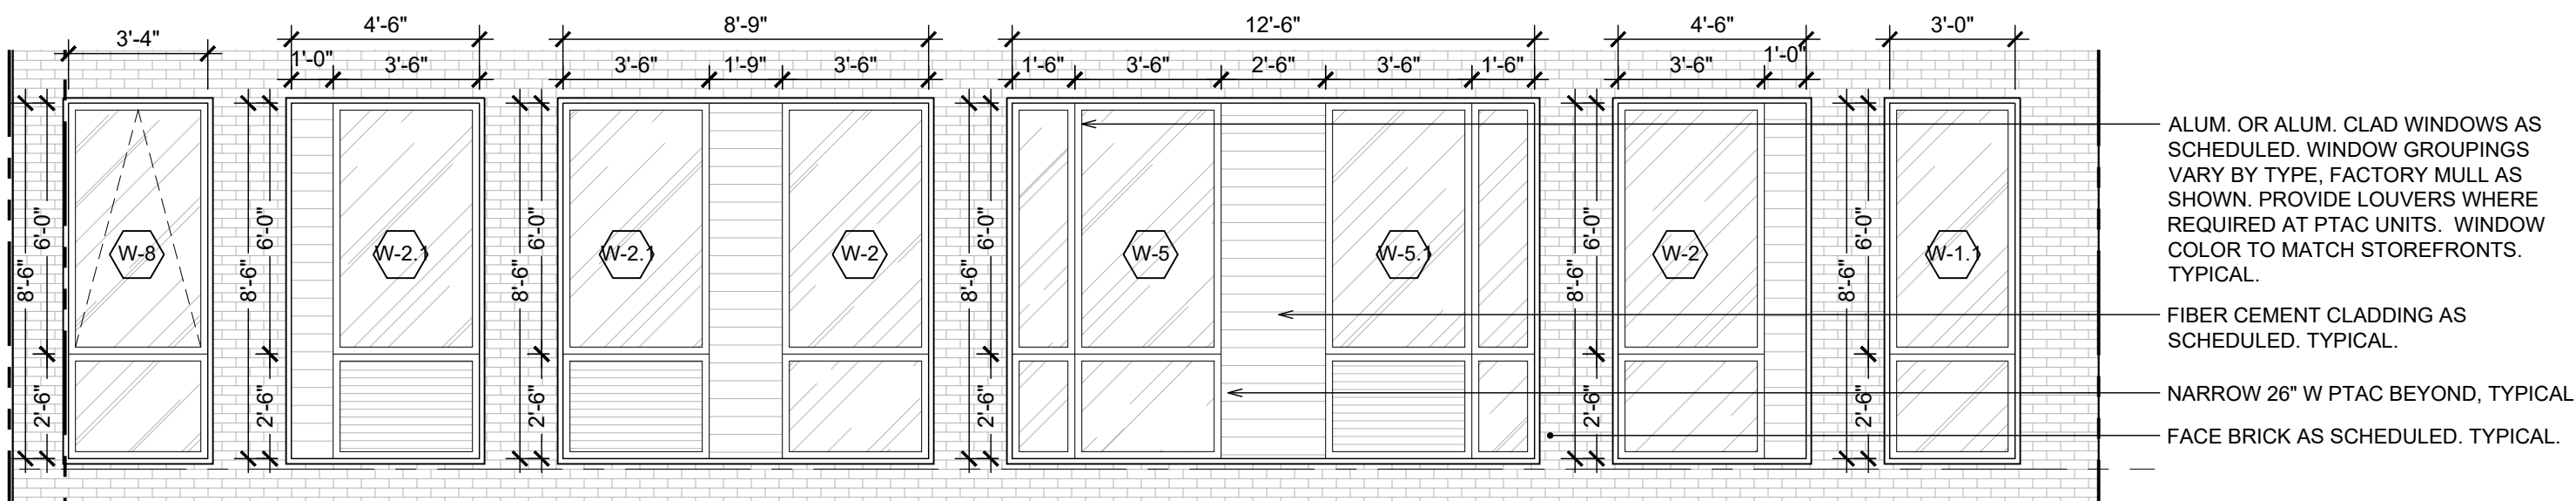 3'-4"
4'-6"
8'-9"
12'-6"
4'-6"
3'-0"
1'-0"
3'-6"
3'-6"
1'-9"
3'-6"
1'-6"
3'-6"
2'-6"
3'-6"
1'-6"
3'-6"
1'-0"
8'-6"
6'-0"
2'-6"
W-8
8'-6"
6'-0"
2'-6"
W-2.1
8'-6"
6'-0"
2'-6"
W-2.1
W-2
8'-6"
6'-0"
2'-6"
W-5
W-5.1
8'-6"
6'-0"
2'-6"
W-2
8'-6"
6'-0"
2'-6"
W-1.1
ALUM. OR ALUM. CLAD WINDOWS AS
SCHEDULED. WINDOW GROUPINGS
VARY BY TYPE, FACTORY MULL AS
SHOWN. PROVIDE LOUVERS WHERE
REQUIRED AT PTAC UNITS. WINDOW
COLOR TO MATCH STOREFRONTS.
TYPICAL.
FIBER CEMENT CLADDING AS
SCHEDULED. TYPICAL.
NARROW 26" W PTAC BEYOND, TYPICAL
FACE BRICK AS SCHEDULED. TYPICAL.